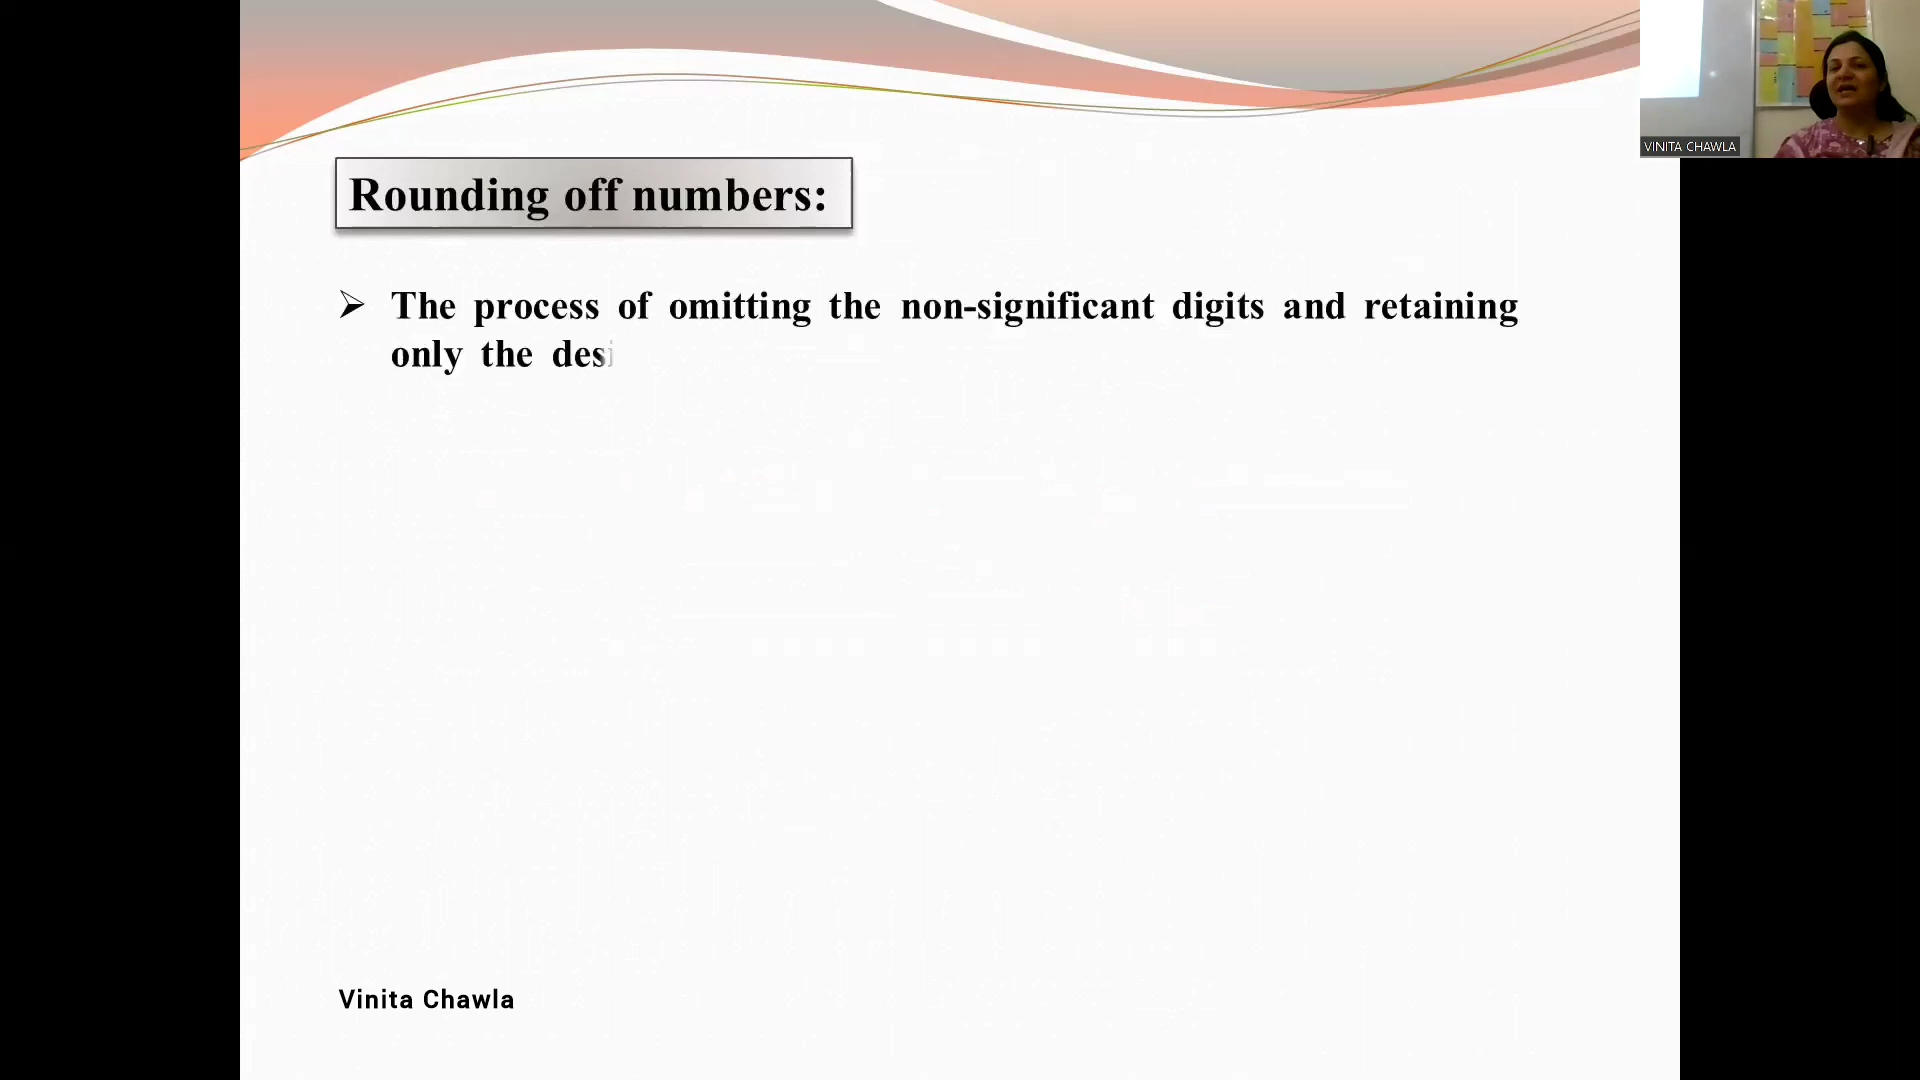 VINITA CHAWLA
Rounding off numbers:
The process of omitting the non-significant digits and retaining
only the desi
Vinita Chawla